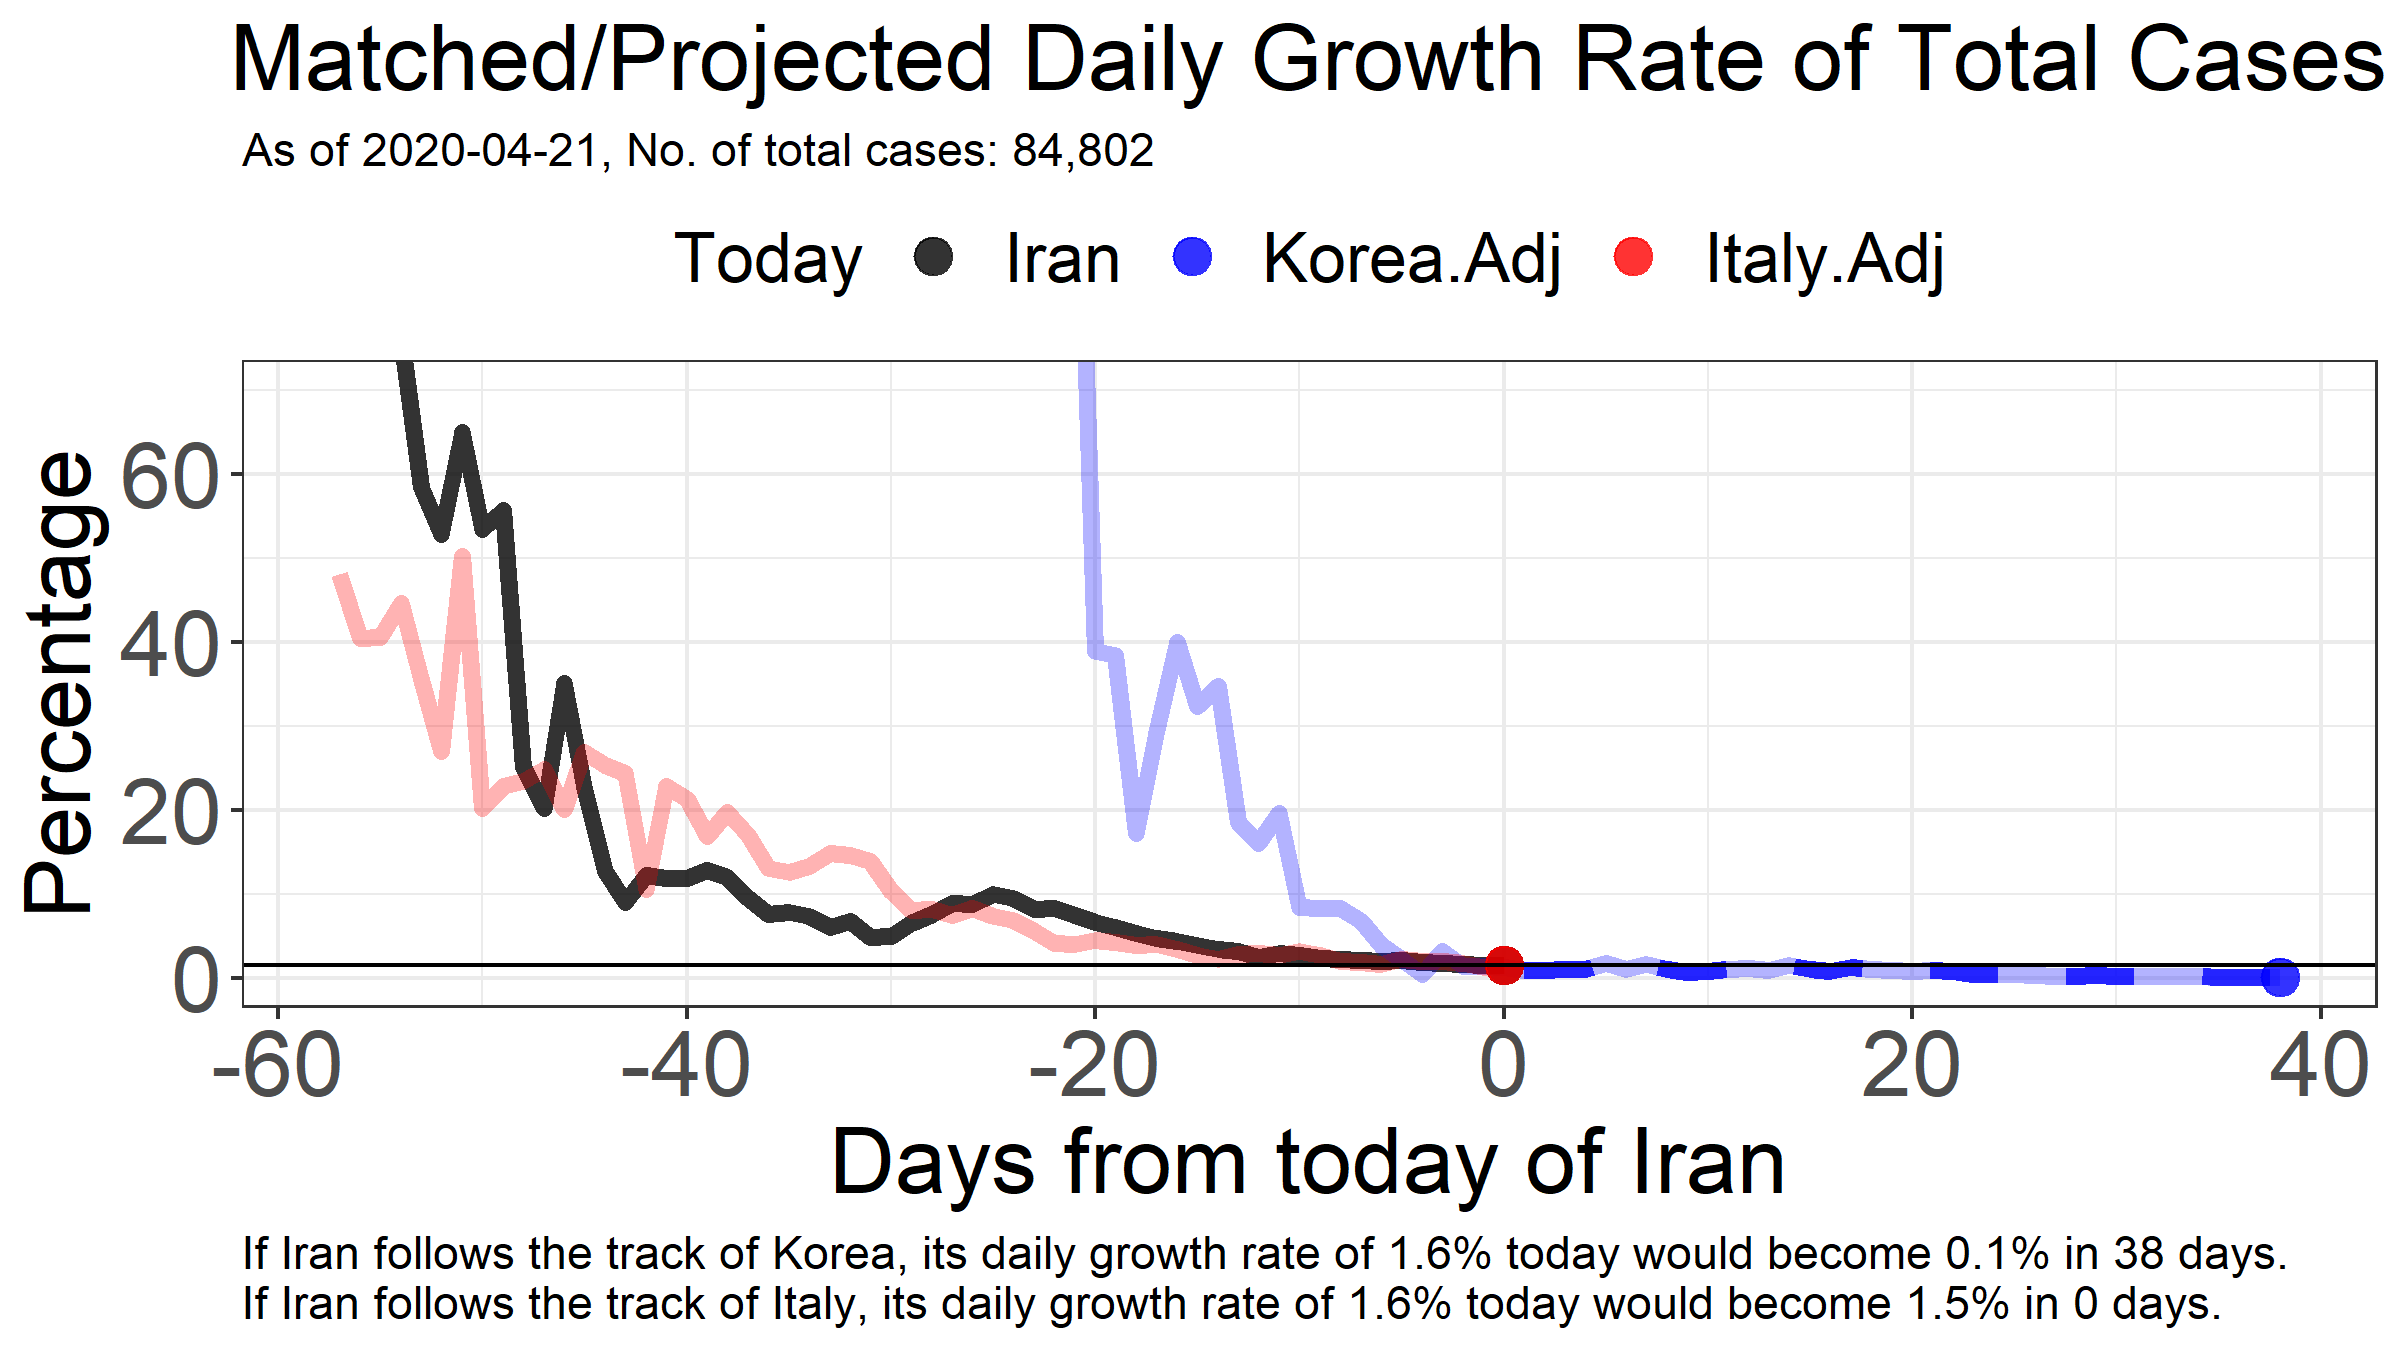 Matched/Projected Daily Growth Rate of Total Cases
As of 2020-04-21, No. of total cases: 84,802
Today Iran Korea.Adj Italy.Adj
Percentage
60
40
20
0
-60 -40 -20 0 20 40
Days from today of Iran
If Iran follows the track of Korea, its daily growth rate of 1.6% today would become 0.1% in 38 days.
If Iran follows the track of Italy, its daily growth rate of 1.6% today would become 1.5% in 0 days.